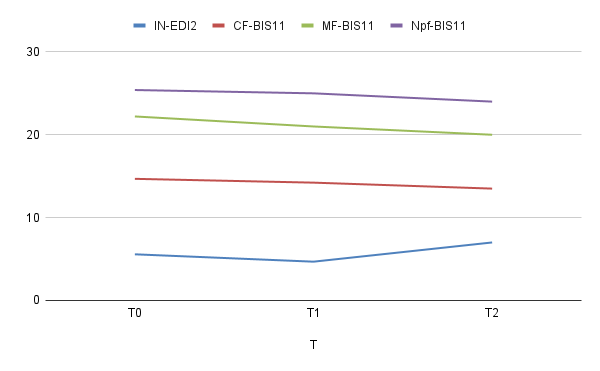 IN-EDI2 CF-BIS11 MF-BIS11 Npf-BIS11
30
20
10
0
T0 T1 T2
T